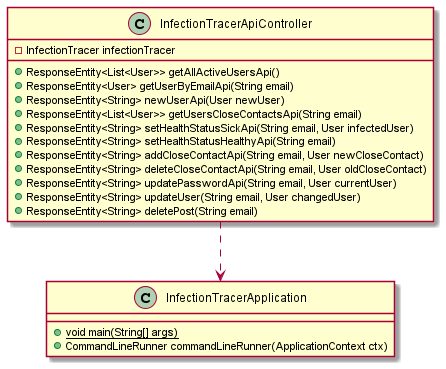 C InfectionTracerApiController
InfectionTracer infectionTracer
ResponseEntity<List<User>> getAllActiveUsersApi()
ResponseEntity<User> getUserByEmailApi(String email)
ResponseEntity<String> newUserApi(User newUser)
ResponseEntity<List<User>> getUsersCloseContactsApi(String email)
ResponseEntity<String> setHealthStatusSickApi(String email, User infectedUser)
ResponseEntity<String> setHealthStatusHealthyApi(String email)
ResponseEntity<String> addCloseContactApi(String email, User newCloseContact)
ResponseEntity<String> deleteCloseContactApi(String email, User oldCloseContact)
ResponseEntity<String> updatePasswordApi(String email, User currentUser)
ResponseEntity<String> updateUser(String email, User changedUser)
ResponseEntity<String> deletePost(String email)
C InfectionTracerApplication
void main(String[] args)
CommandLineRunner commandLineRunner(ApplicationContext ctx)